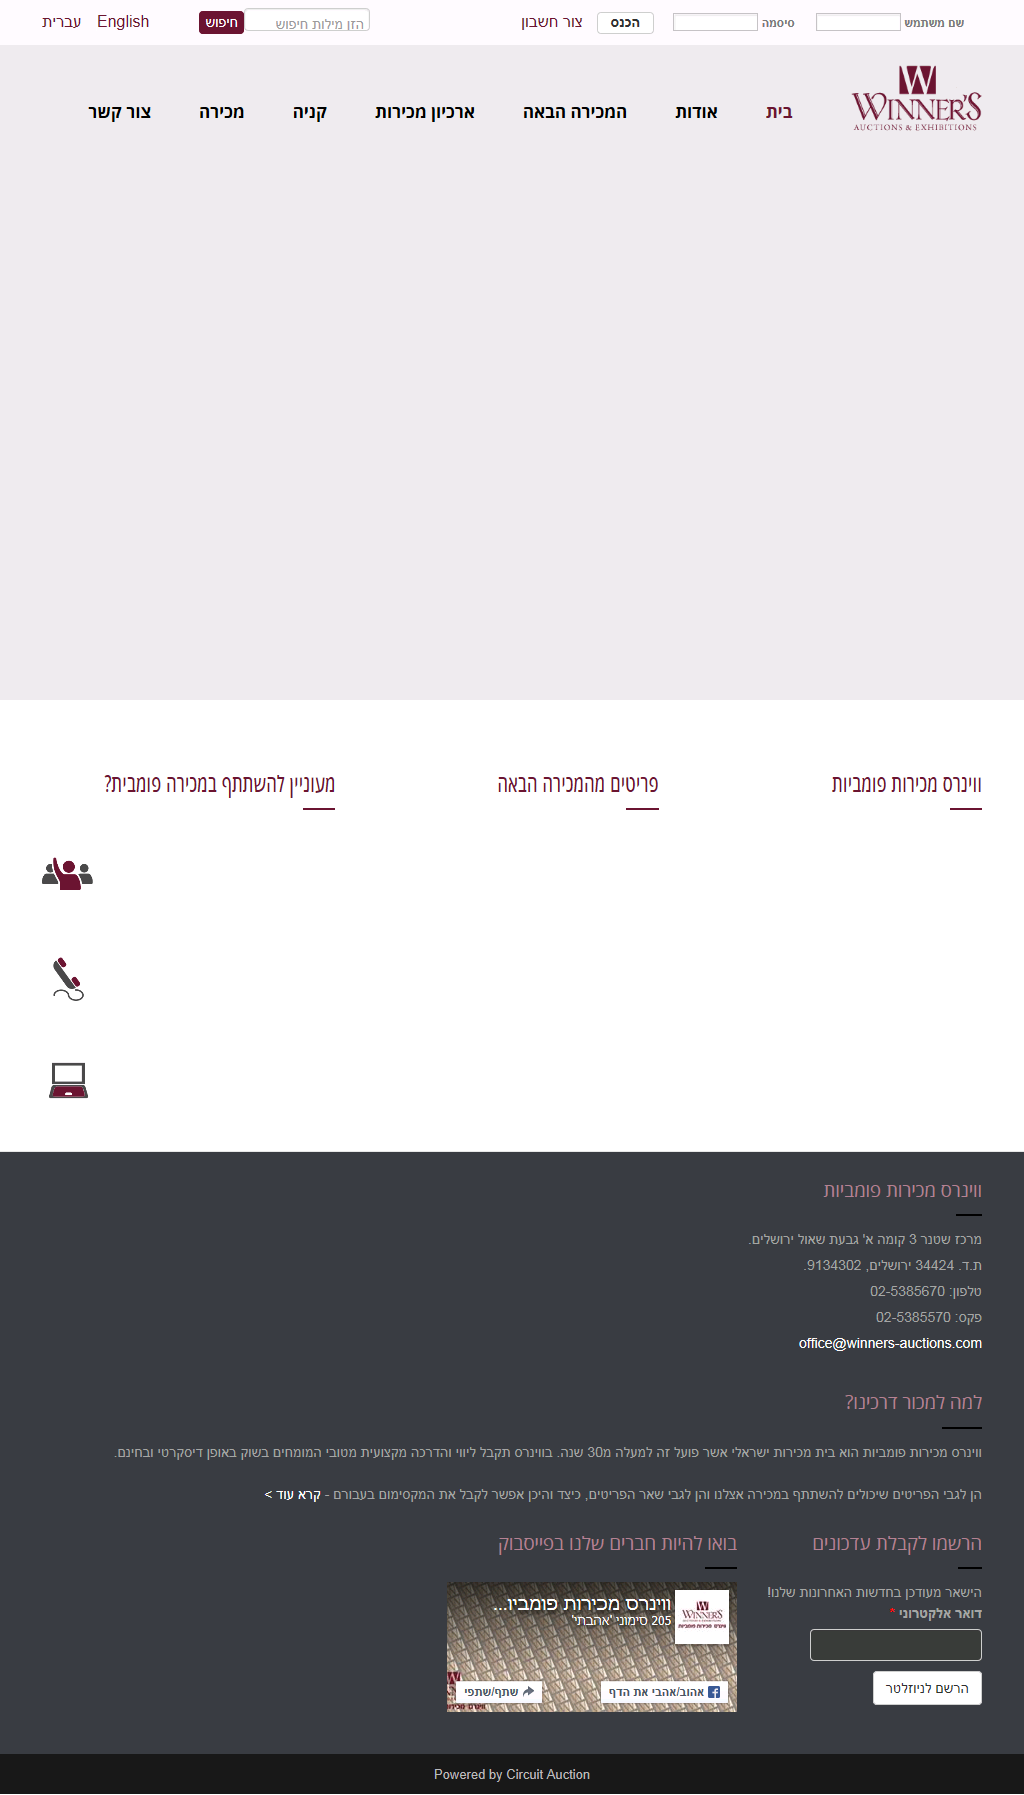 שם משתמש
סיסמה
הכנס
צור חשבון
הזן מילות חיפוש
חיפוש
English
עברית
WINNER'S
AUCTIONS & EXHIBITIONS
בית
אודות
המכירה הבאה
ארכיון מכירות
קניה
מכירה
צור קשר
ווינרס מכירות פומביות
פריטים מהמכירה הבאה
מעוניין להשתתף במכירה פומבית?
ווינרס מכירות פומביות
מרכז שטנר 3 קומה א' גבעת שאול ירושלים.
ת.ד. 34424 ירושלים, 9134302.
טלפון: 02-5385670
פקס: 02-5385570
office@winners-auctions.com
למה למכור דרכינו?
ווינרס מכירות פומביות הוא בית מכירות ישראלי אשר פועל זה למעלה מ30 שנה. בווינרס תקבל ליווי והדרכה מקצועית מטובי המומחים בשוק באופן דיסקרטי ובחינם.
הן לגבי הפריטים שיכולים להשתתף במכירה אצלנו והן לגבי שאר הפריטים, כיצד והיכן אפשר לקבל את המקסימום בעבורם - קרא עוד >
הרשמו לקבלת עדכונים
הישאר מעודכן בחדשות האחרונות שלנו!
דואר אלקטרוני *
הרשם לניוזלטר
בואו להיות חברים שלנו בפייסבוק
WINNER'S
ווינרס מכירות פומביות
ווינרס מכירות פומביו...
205 סימוני 'אהבתי'
אהוב/אהבי את הדף
שתף/שתפי
Powered by Circuit Auction